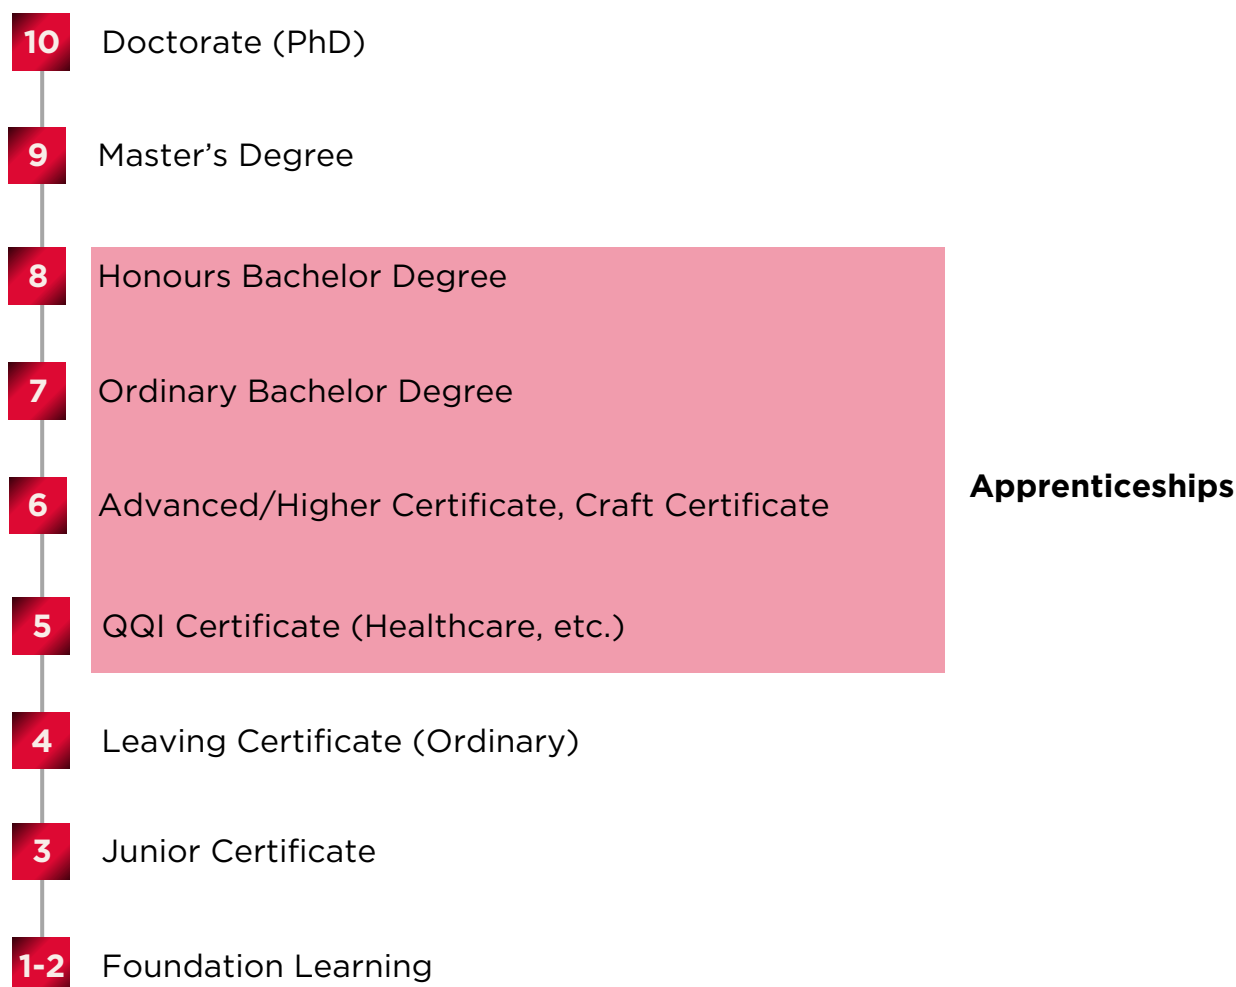 10 Doctorate (PhD)
9 Master’s Degree
8 Honours Bachelor Degree
7 Ordinary Bachelor Degree
Apprenticeships
6 Advanced/Higher Certificate, Craft Certificate
5 QQI Certificate (Healthcare, etc.)
4 Leaving Certificate (Ordinary)
3 Junior Certificate
1-2 Foundation Learning